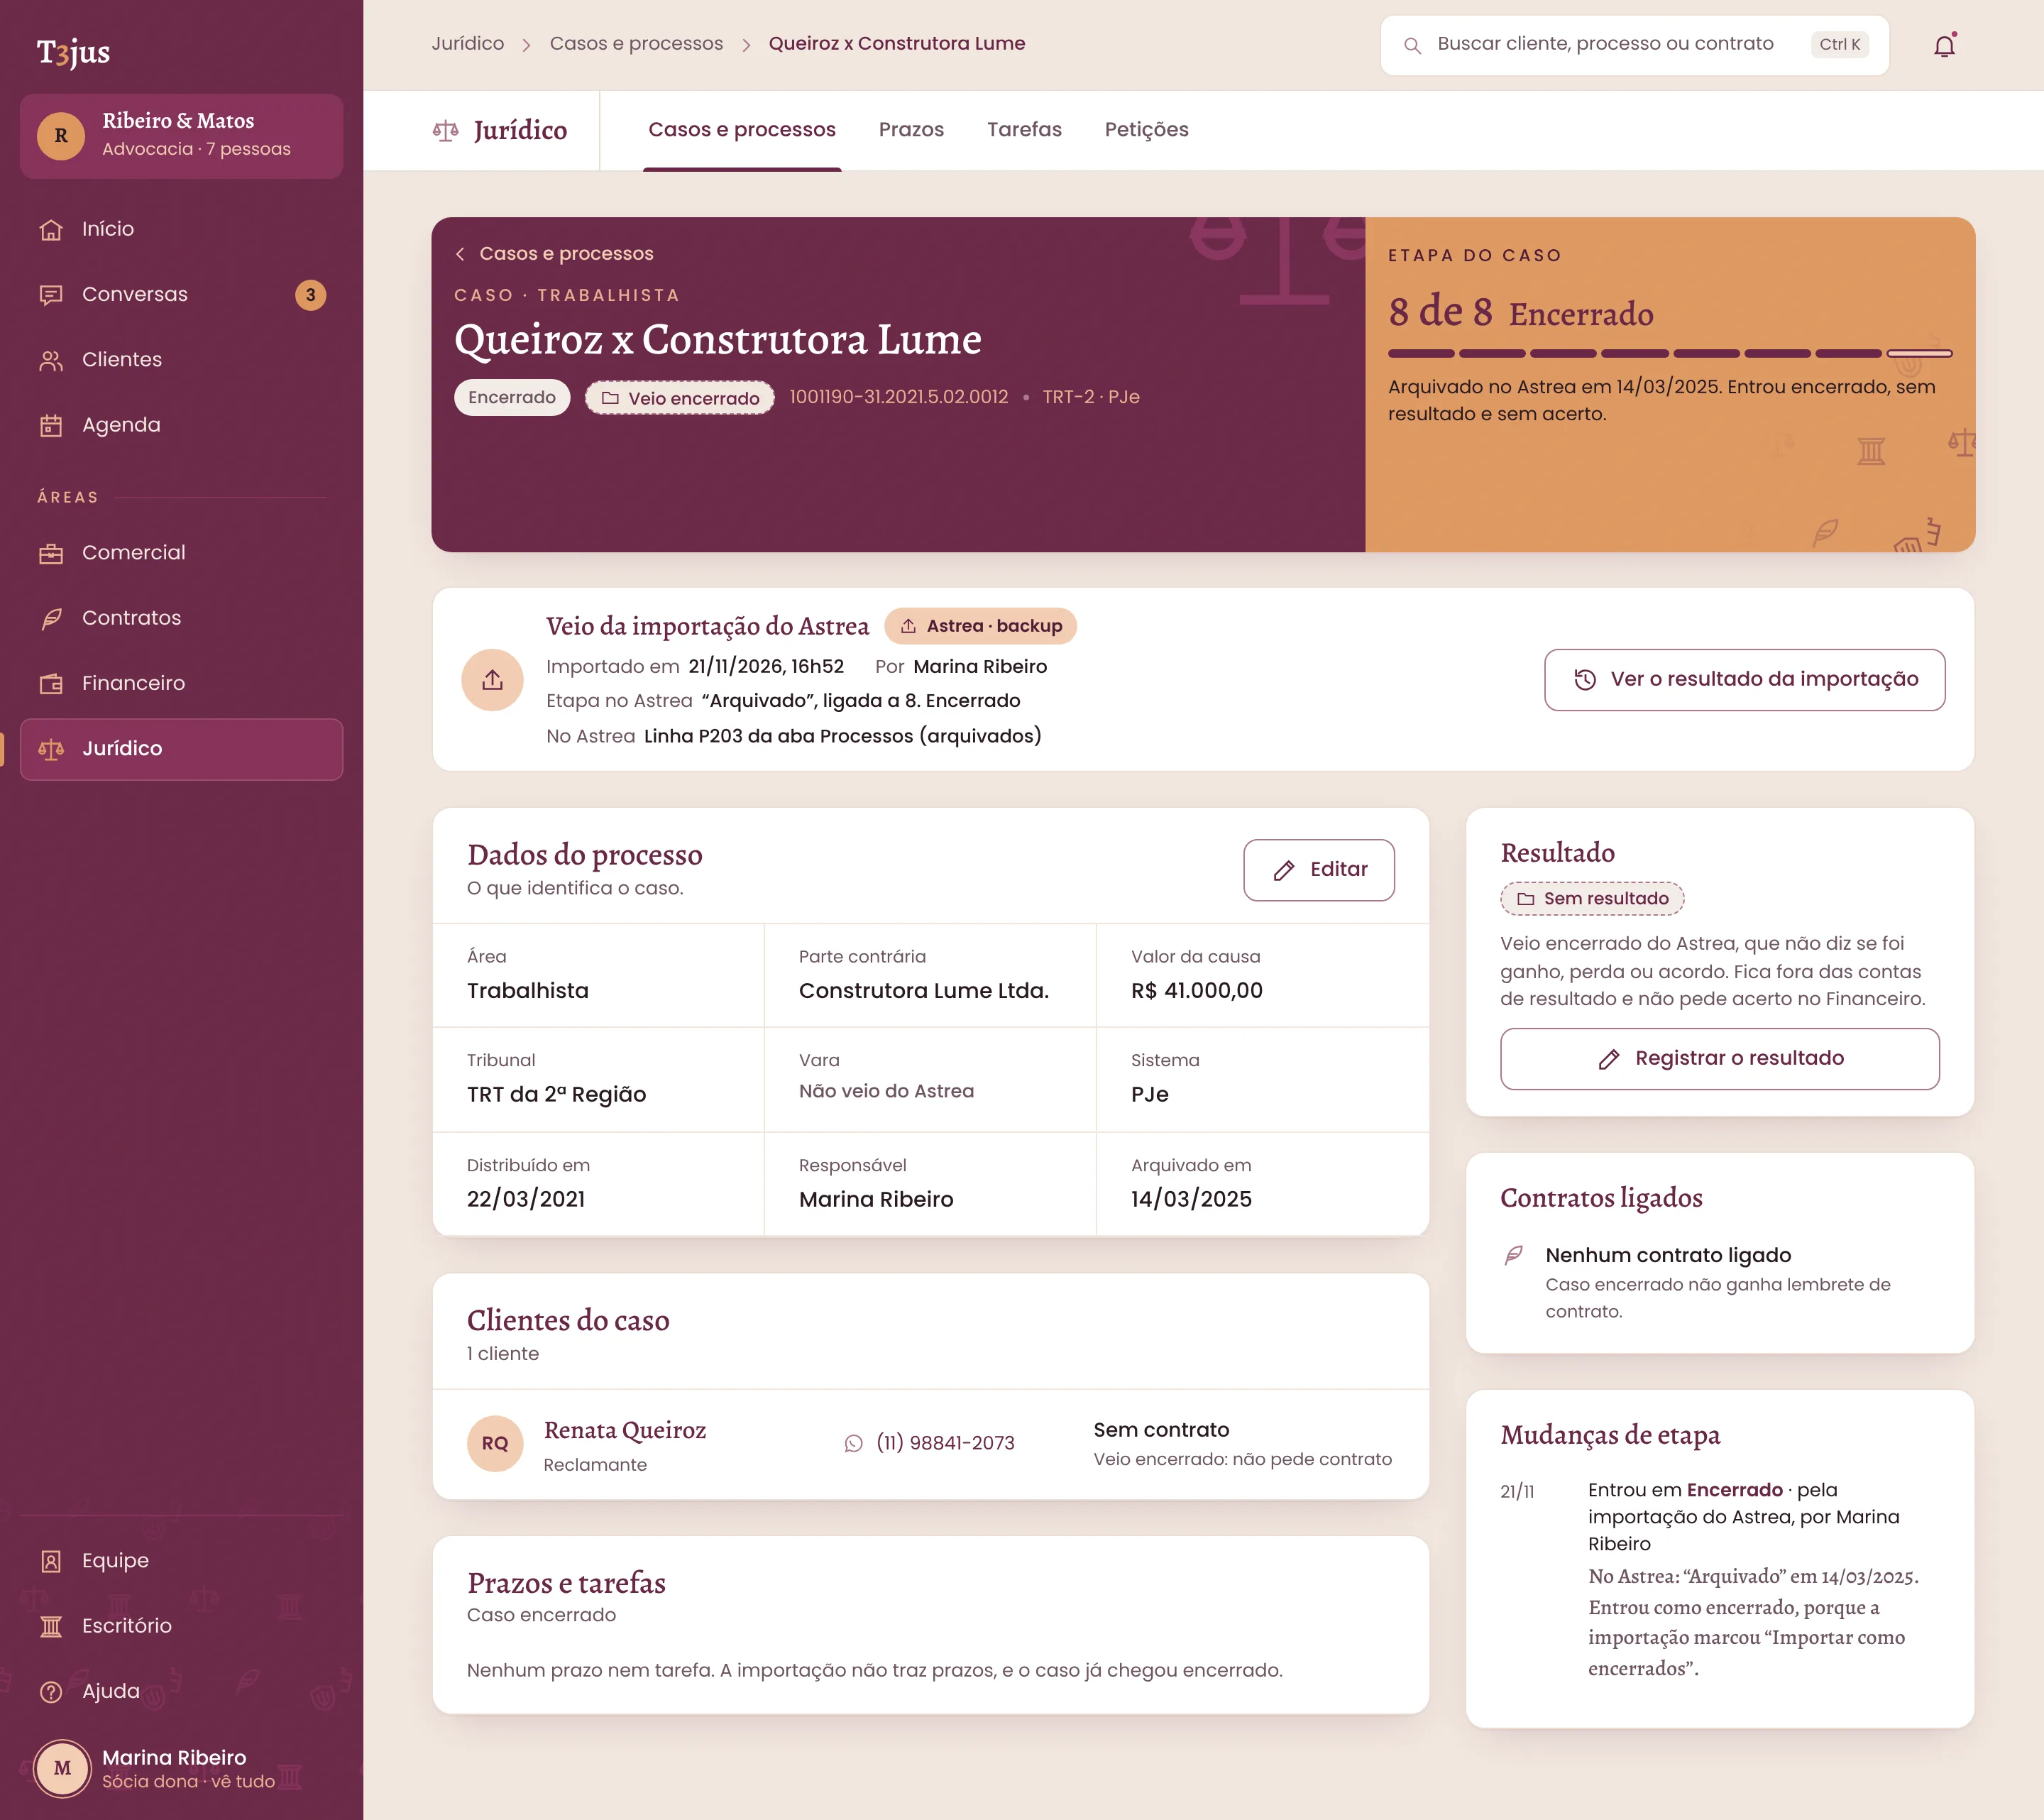 T3jus
R
Ribeiro & Matos
Advocacia · 7 pessoas
Início
Conversas
3
Clientes
Agenda
ÁREAS
Comercial
Contratos
Financeiro
Jurídico
Equipe
Escritório
Ajuda
M
Marina Ribeiro
Sócia dona · vê tudo
Jurídico > Casos e processos > Queiroz x Construtora Lume
Buscar cliente, processo ou contrato
Ctrl K
Jurídico
Casos e processos
Prazos
Tarefas
Petições
Casos e processos
CASO · TRABALHISTA
Queiroz x Construtora Lume
Encerrado
Veio encerrado
1001190-31.2021.5.02.0012 • TRT-2 · PJe
ETAPA DO CASO
8 de 8 Encerrado
Arquivado no Astrea em 14/03/2025. Entrou encerrado, sem
resultado e sem acerto.
Veio da importação do Astrea
Astrea · backup
Importado em 21/11/2026, 16h52 Por Marina Ribeiro
Etapa no Astrea “Arquivado”, ligada a 8. Encerrado
No Astrea Linha P203 da aba Processos (arquivados)
Ver o resultado da importação
Dados do processo
O que identifica o caso.
Editar
Área
Trabalhista
Parte contrária
Construtora Lume Ltda.
Valor da causa
R$ 41.000,00
Tribunal
TRT da 2ª Região
Vara
Não veio do Astrea
Sistema
PJe
Distribuído em
22/03/2021
Responsável
Marina Ribeiro
Arquivado em
14/03/2025
Clientes do caso
1 cliente
RQ
Renata Queiroz
Reclamante
(11) 98841-2073
Sem contrato
Veio encerrado: não pede contrato
Prazos e tarefas
Caso encerrado
Nenhum prazo nem tarefa. A importação não traz prazos, e o caso já chegou encerrado.
Resultado
Sem resultado
Veio encerrado do Astrea, que não diz se foi
ganho, perda ou acordo. Fica fora das contas
de resultado e não pede acerto no Financeiro.
Registrar o resultado
Contratos ligados
Nenhum contrato ligado
Caso encerrado não ganha lembrete de
contrato.
Mudanças de etapa
21/11
Entrou em Encerrado · pela
importação do Astrea, por Marina
Ribeiro
No Astrea: “Arquivado” em 14/03/2025.
Entrou como encerrado, porque a
importação marcou “Importar como
encerrados”.